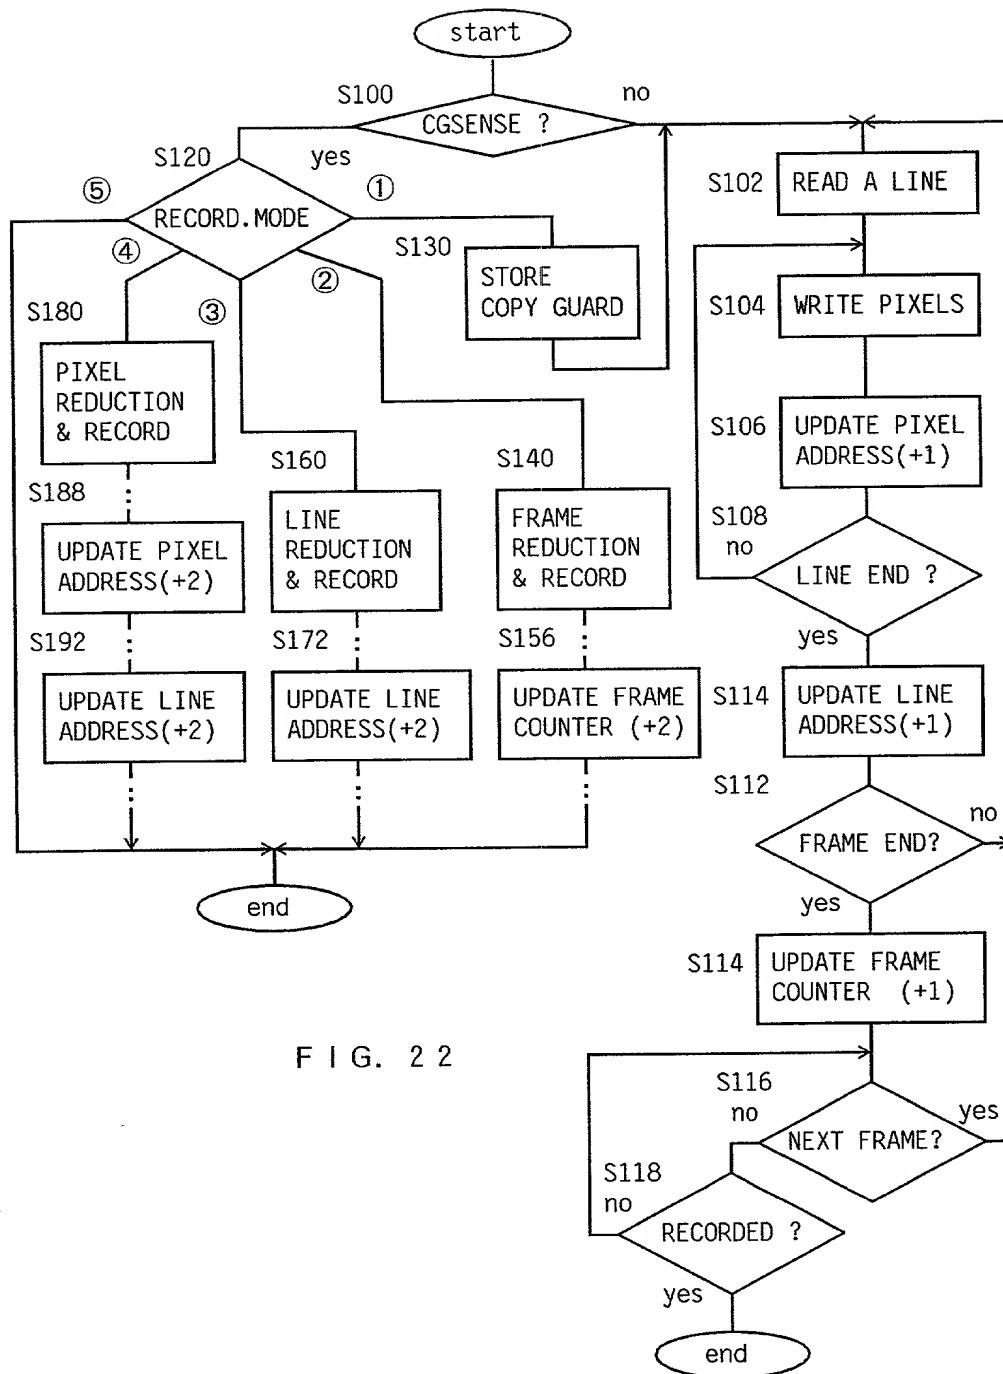 start
S100
CGSENSE ?
no
yes
S120
RECORD.MODE
⑤
④
③
②
①
S130
STORE
COPY GUARD
S102
READ A LINE
S104
WRITE PIXELS
S106
UPDATE PIXEL
ADDRESS(+1)
S108
no
LINE END ?
yes
S114
UPDATE LINE
ADDRESS(+1)
S112
FRAME END?
no
yes
S114
UPDATE FRAME
COUNTER (+1)
S116
no
NEXT FRAME?
yes
S118
no
RECORDED ?
yes
end
S180
PIXEL
REDUCTION
& RECORD
S188
UPDATE PIXEL
ADDRESS(+2)
S192
UPDATE LINE
ADDRESS(+2)
S160
LINE
REDUCTION
& RECORD
S172
UPDATE LINE
ADDRESS(+2)
S140
FRAME
REDUCTION
& RECORD
S156
UPDATE FRAME
COUNTER (+2)
end
FIG. 22